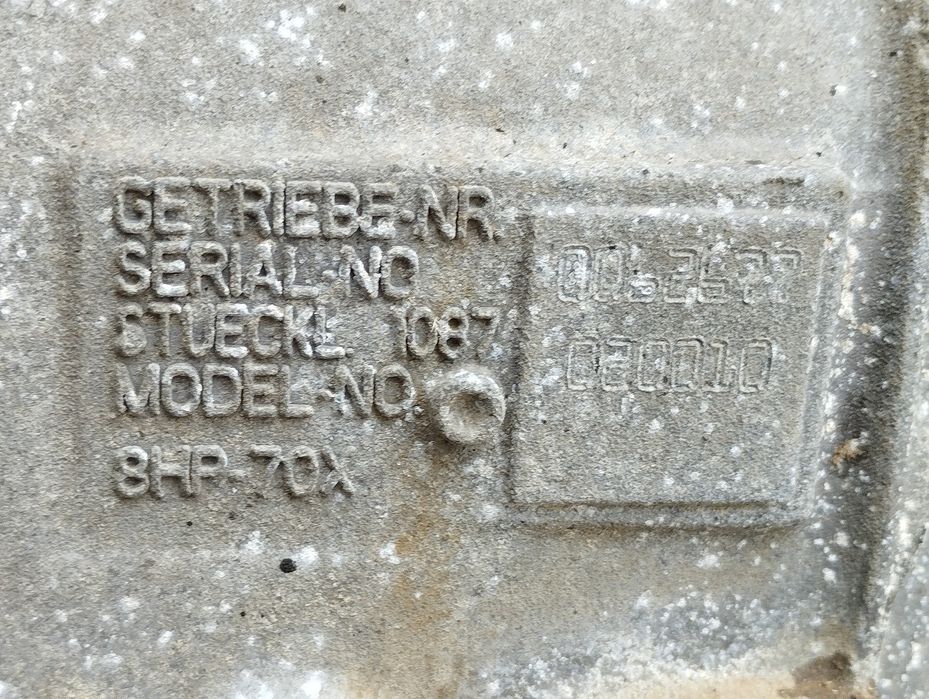 GETRIEBE-NR.
SERIAL-NO
STUECKL. 1087
MODEL-NO.
8HP-70X
020010